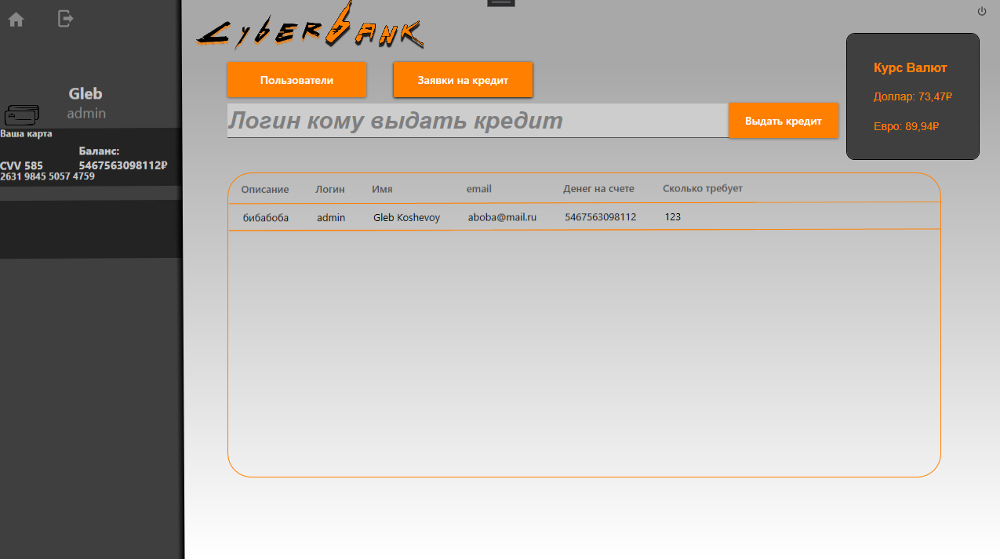 CYBERBANK
Gleb
admin
Ваша карта
Баланс:
CVV 585 5467563098112₽
2631 9845 5057 4759
Пользователи
Заявки на кредит
Логин кому выдать кредит
Выдать кредит
Курс Валют
Доллар: 73,47₽
Евро: 89,94₽
Описание Логин Имя email Денег на счете Сколько требует
бибабоба admin Gleb Koshevoy aboba@mail.ru 5467563098112 123